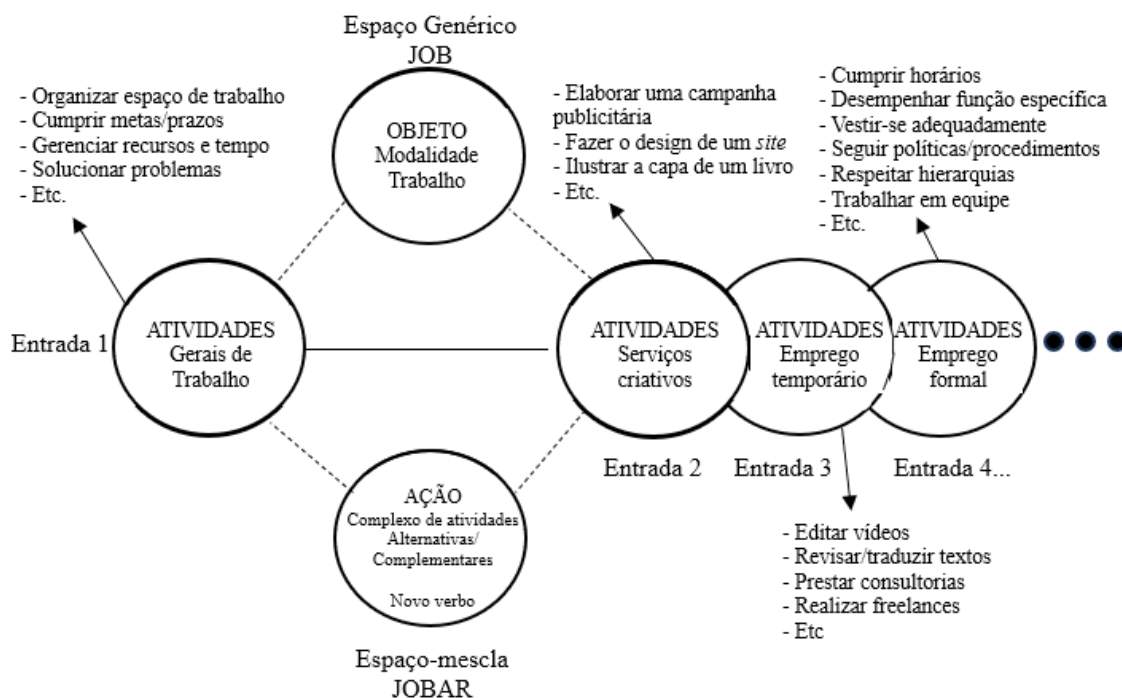 Espaço Genérico
JOB
- Organizar espaço de trabalho
- Cumprir metas/prazos
- Gerenciar recursos e tempo
- Solucionar problemas
- Etc.
OBJETO
Modalidade
Trabalho
- Elaborar uma campanha
publicitária
- Fazer o design de um site
- Ilustrar a capa de um livro
- Etc.
- Cumprir horários
- Desempenhar função específica
- Vestir-se adequadamente
- Seguir políticas/procedimentos
- Respeitar hierarquias
- Trabalhar em equipe
- Etc.
Entrada 1
ATIVIDADES
Gerais de
Trabalho
ATIVIDADES
Serviços
criativos
ATIVIDADES
Emprego
temporário
ATIVIDADES
Emprego
formal
Entrada 2
Entrada 3
Entrada 4...
AÇÃO
Complexo de atividades
Alternativas/
Complementares
Novo verbo
- Editar vídeos
- Revisar/traduzir textos
- Prestar consultorias
- Realizar freelances
- Etc
Espaço-mescla
JOBAR